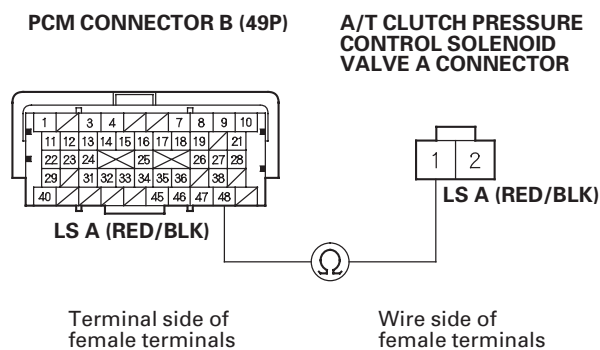 PCM CONNECTOR B (49P)
A/T CLUTCH PRESSURE
CONTROL SOLENOID
VALVE A CONNECTOR
1 3 4 7 8 9 10
11 12 13 14 15 16 17 18 19 21
22 23 24 25 26 27 28
29 31 32 33 34 35 36 38
40 45 46 47 48
1 2
LS A (RED/BLK)
LS A (RED/BLK)
Ω
Terminal side of
female terminals
Wire side of
female terminals